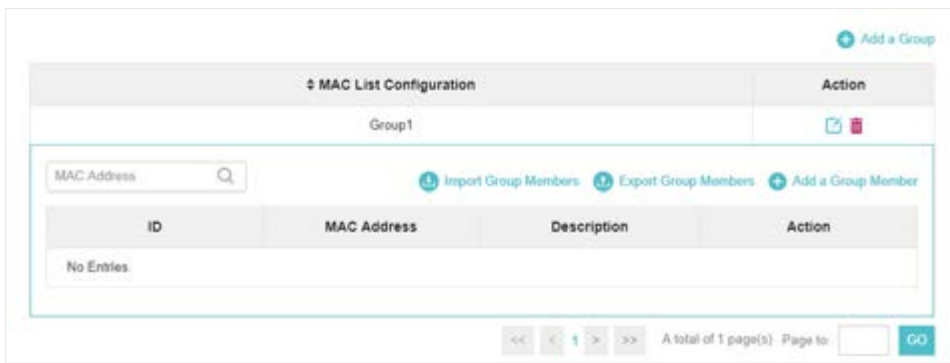 Add a Group
MAC List Configuration Action
Group1
MAC Address Import Group Members Export Group Members Add a Group Member
ID MAC Address Description Action
No Entries.
<< < 1 > >> A total of 1 page(s) Page to: GO